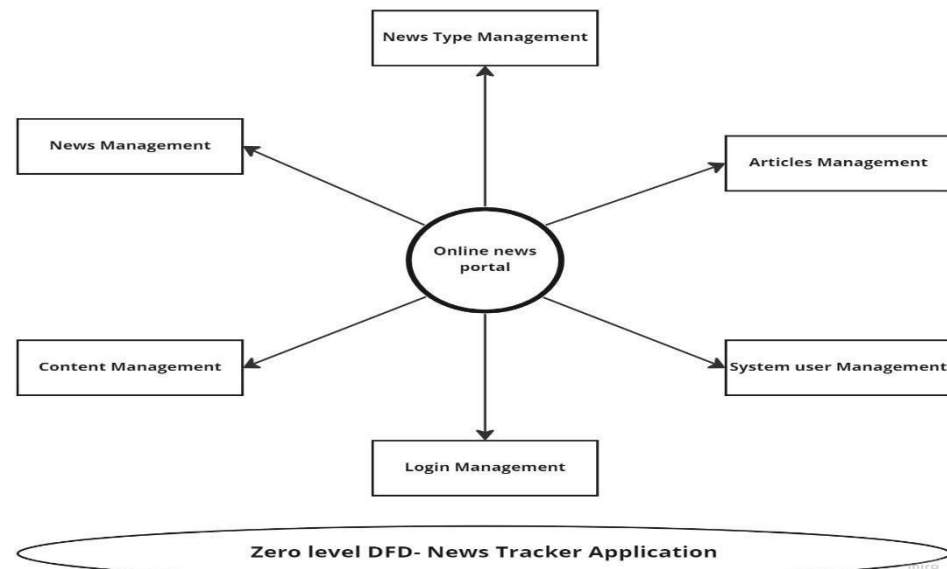 News Type Management
News Management
Articles Management
Online news
portal
Content Management
System user Management
Login Management
Zero level DFD- News Tracker Application
miro